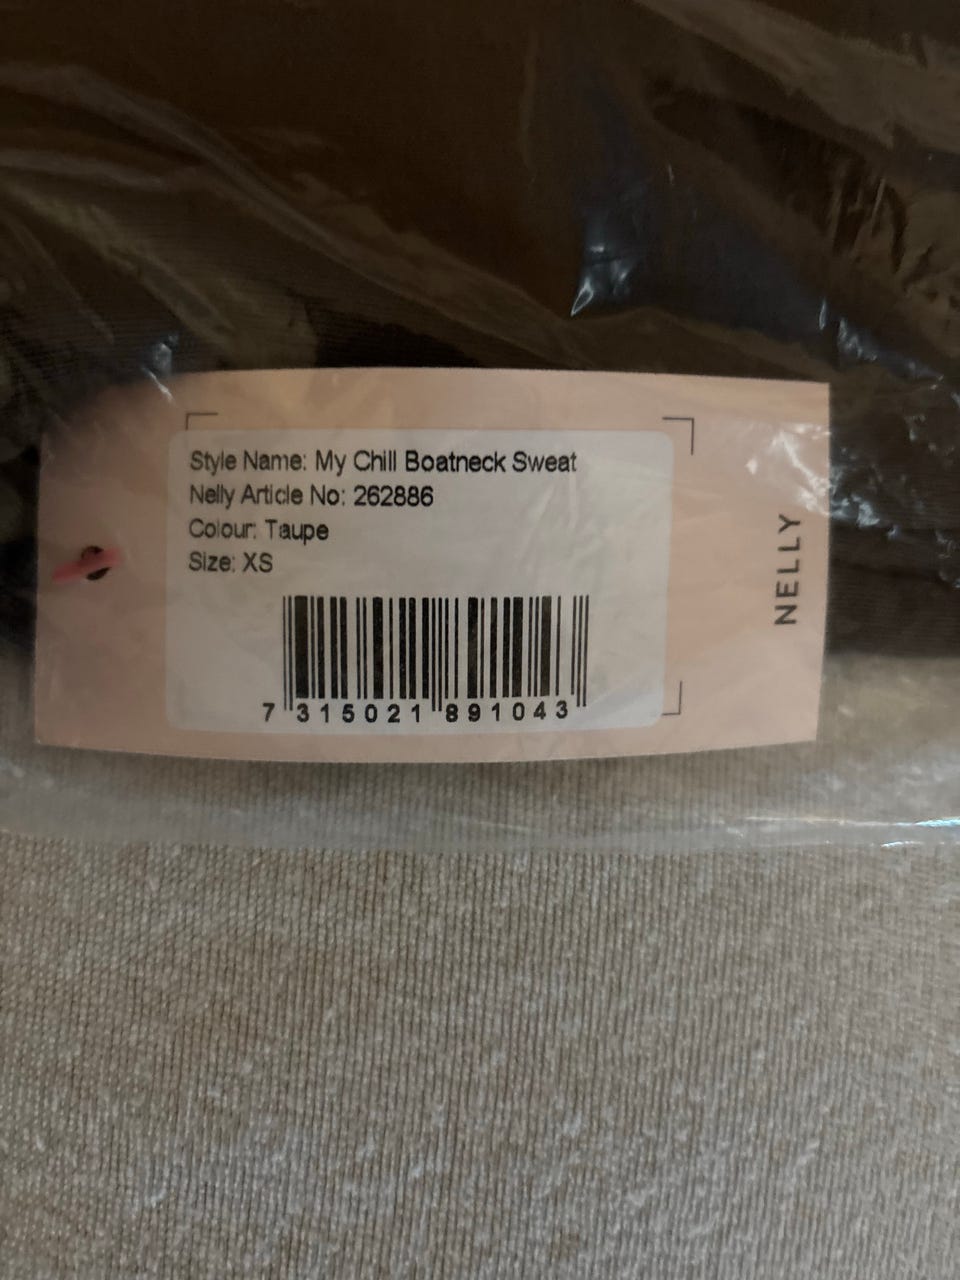 Style Name: My Chill Boatneck Sweat
Nelly Article No: 262886
Colour: Taupe
Size: XS
7 315021 891043
NELLY